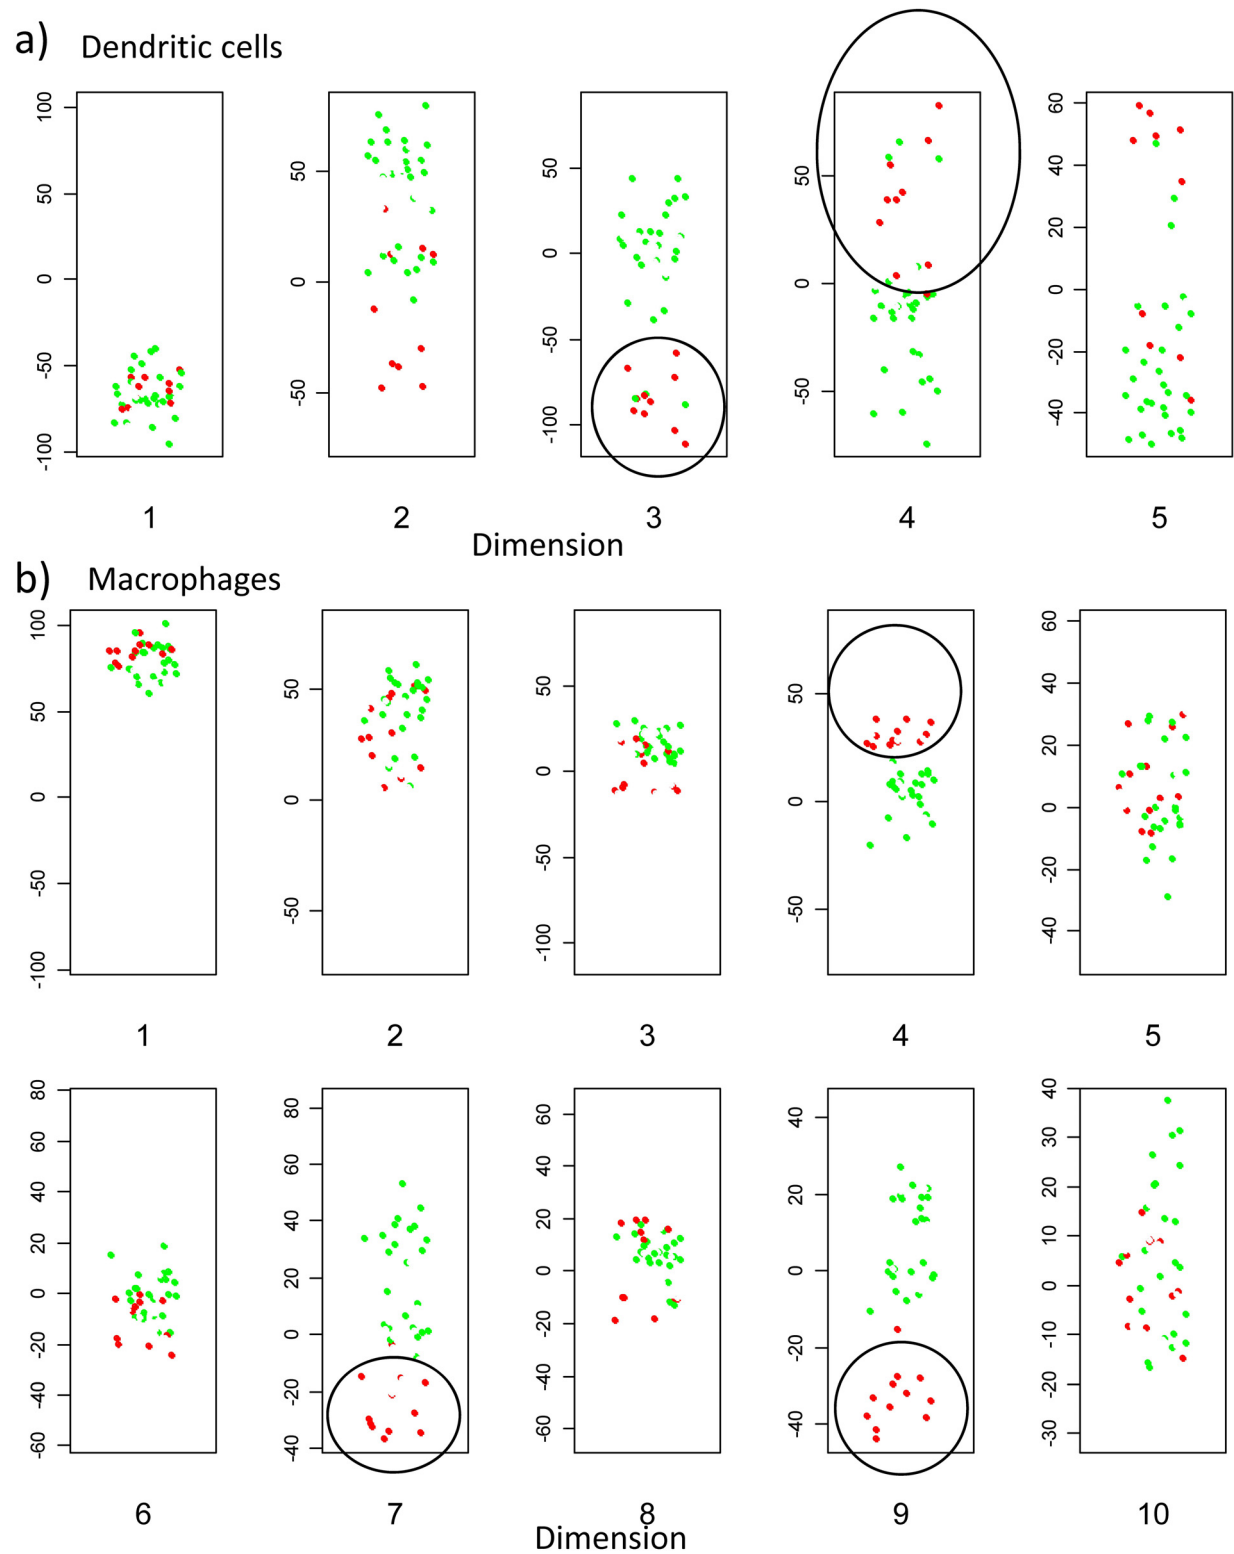 a) Dendritic cells
100 50 0 -50 -100
50 0 -50
50 0 -50 -100
50 0 -50
60 40 20 0 -20 -40
1 2 3 4 5
Dimension
b) Macrophages
100 50 0 -50 -100
50 0 -50
50 0 -50 -100
50 0 -50
60 40 20 0 -20 -40
1 2 3 4 5
80 60 40 20 0 -20 -40 -60
80 60 40 20 0 -20 -40
60 40 20 0 -20 -40 -60
40 20 0 -20 -40
40 30 20 10 0 -10 -20 -30
6 7 8 9 10
Dimension